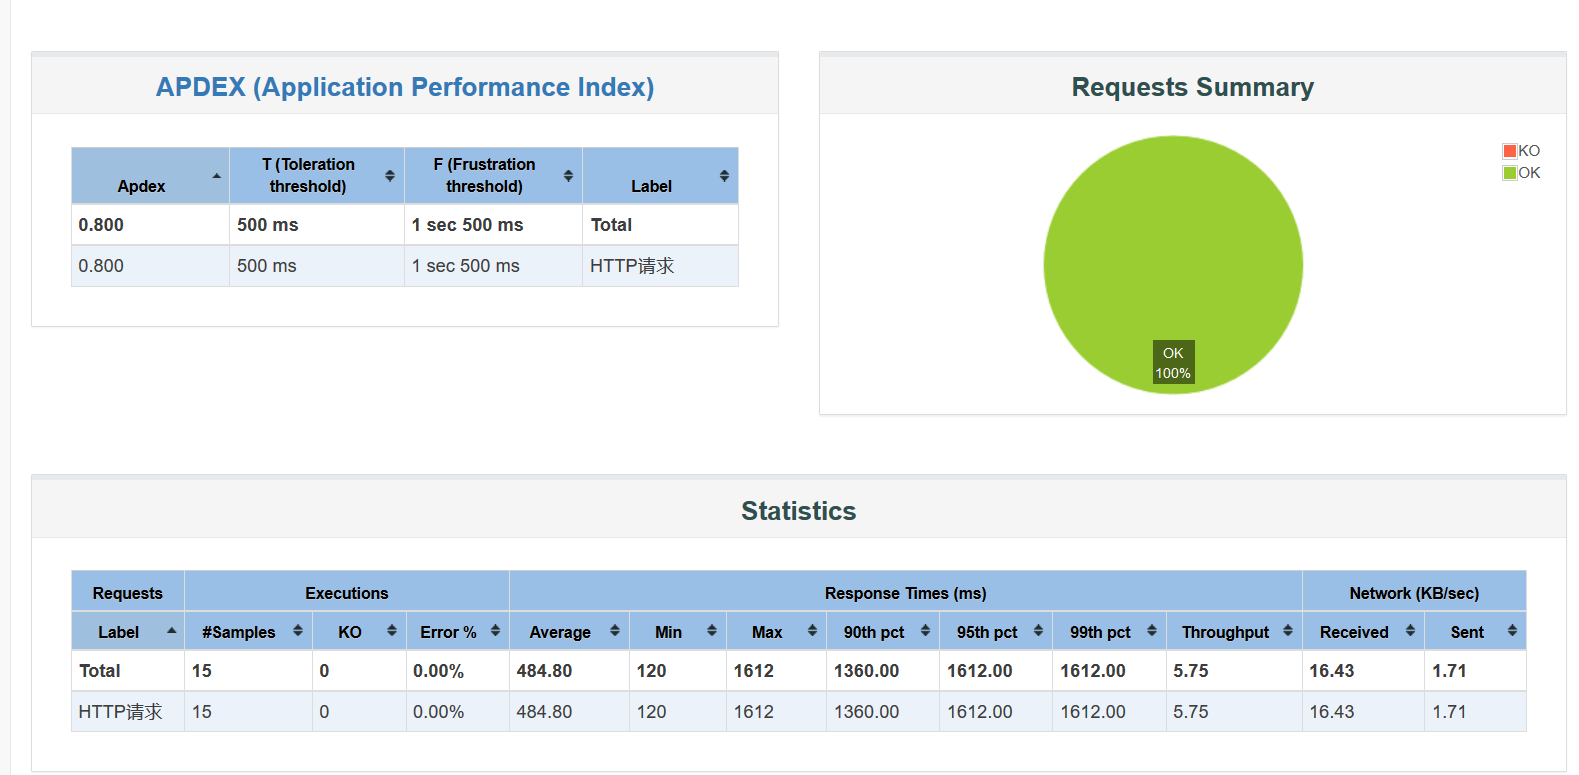 APDEX (Application Performance Index)
Apdex T (Toleration threshold) F (Frustration threshold) Label
0.800 500 ms 1 sec 500 ms Total
0.800 500 ms 1 sec 500 ms HTTP请求
Requests Summary
KO
OK
OK
100%
Statistics
Requests Executions Response Times (ms) Network (KB/sec)
Label #Samples KO Error % Average Min Max 90th pct 95th pct 99th pct Throughput Received Sent
Total 15 0 0.00% 484.80 120 1612 1360.00 1612.00 1612.00 5.75 16.43 1.71
HTTP请求 15 0 0.00% 484.80 120 1612 1360.00 1612.00 1612.00 5.75 16.43 1.71